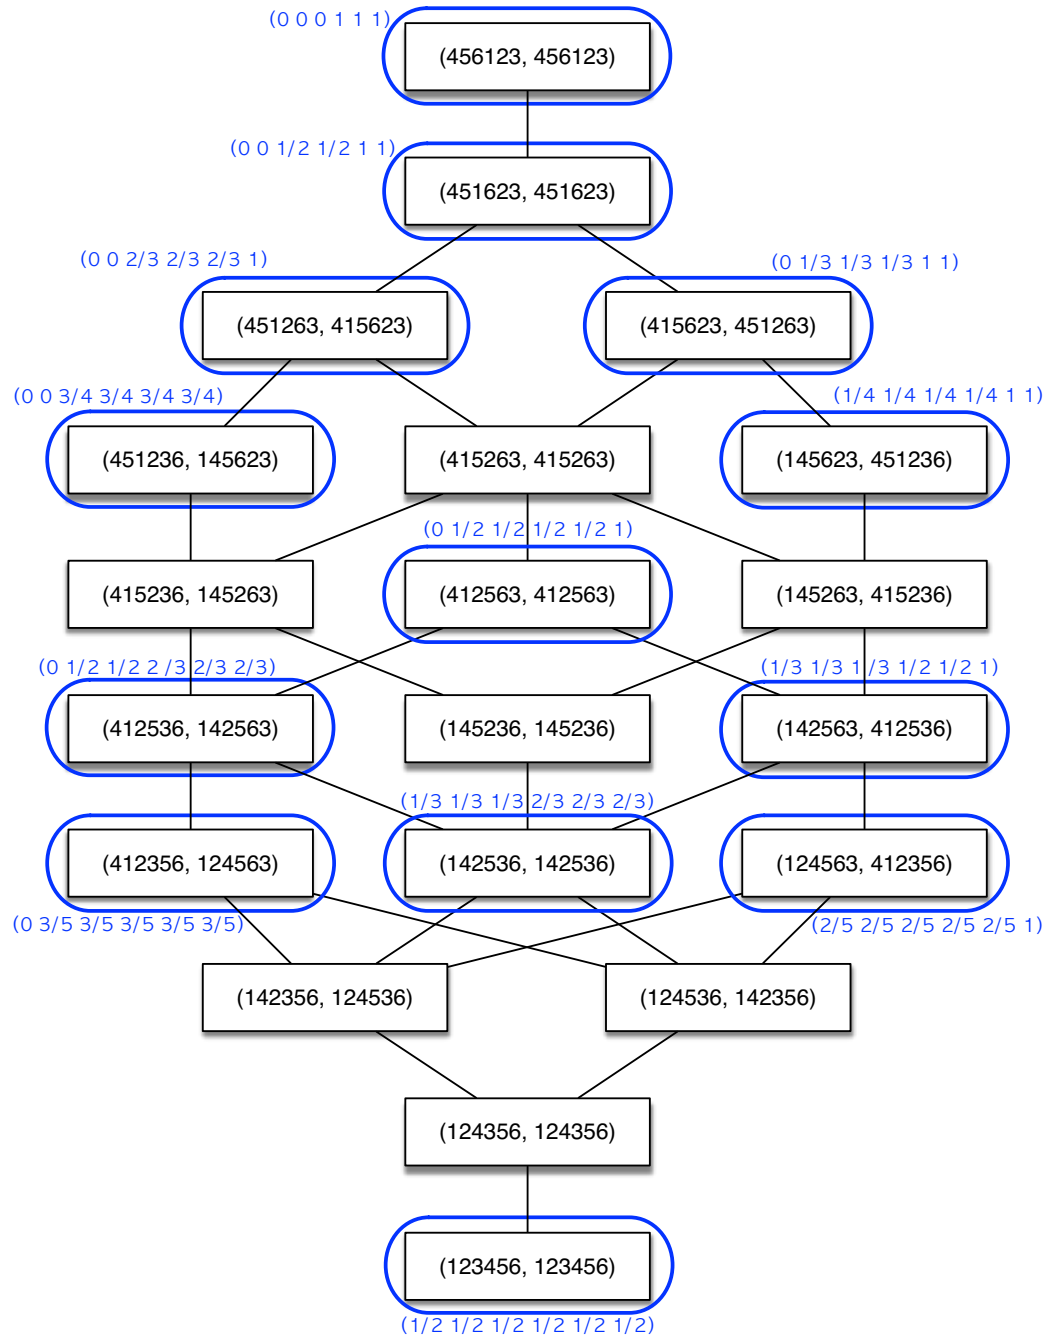 (0 0 0 1 1 1)
(456123, 456123)
(0 0 1/2 1/2 1 1)
(451623, 451623)
(0 0 2/3 2/3 2/3 1)
(0 1/3 1/3 1/3 1 1)
(451263, 415623)
(415623, 451263)
(0 0 3/4 3/4 3/4 3/4)
(1/4 1/4 1/4 1/4 1 1)
(451236, 145623)
(415263, 415263)
(145623, 451236)
(0 1/2 1/2 1/2 1/2 1)
(415236, 145263)
(412563, 412563)
(145263, 415236)
(0 1/2 1/2 2 /3 2/3 2/3)
(1/3 1/3 1 /3 1/2 1/2 1)
(412536, 142563)
(145236, 145236)
(142563, 412536)
(1/3 1/3 1/3 2/3 2/3 2/3)
(412356, 124563)
(142536, 142536)
(124563, 412356)
(0 3/5 3/5 3/5 3/5 3/5)
(2/5 2/5 2/5 2/5 2/5 1)
(142356, 124536)
(124536, 142356)
(124356, 124356)
(123456, 123456)
(1/2 1/2 1/2 1/2 1/2 1/2)